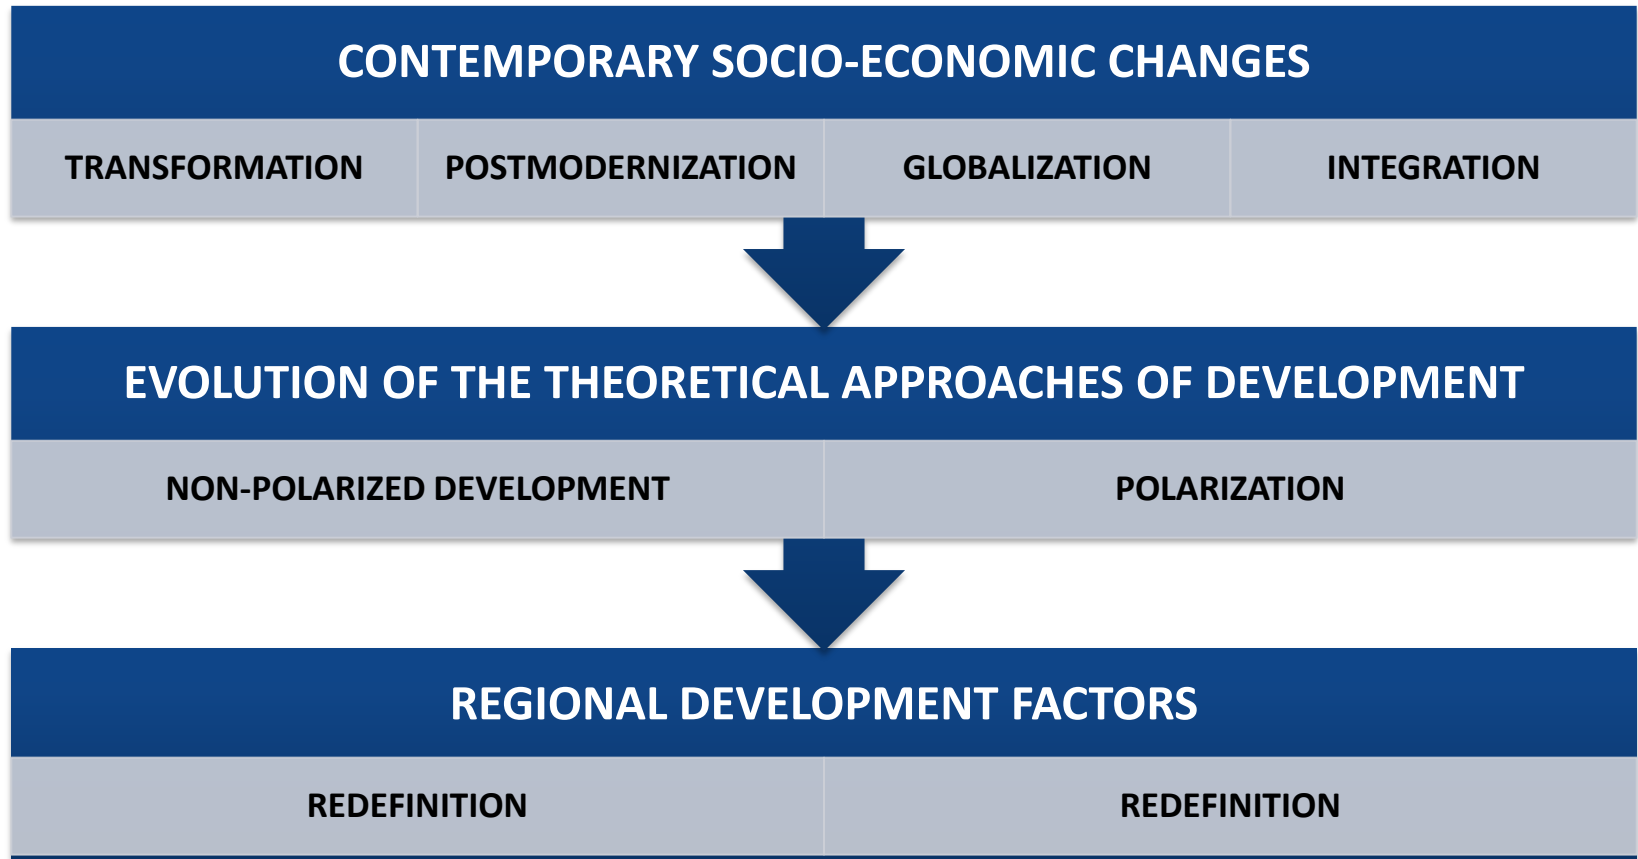 CONTEMPORARY SOCIO-ECONOMIC CHANGES
TRANSFORMATION POSTMODERNIZATION GLOBALIZATION INTEGRATION
EVOLUTION OF THE THEORETICAL APPROACHES OF DEVELOPMENT
NON-POLARIZED DEVELOPMENT POLARIZATION
REGIONAL DEVELOPMENT FACTORS
REDEFINITION REDEFINITION